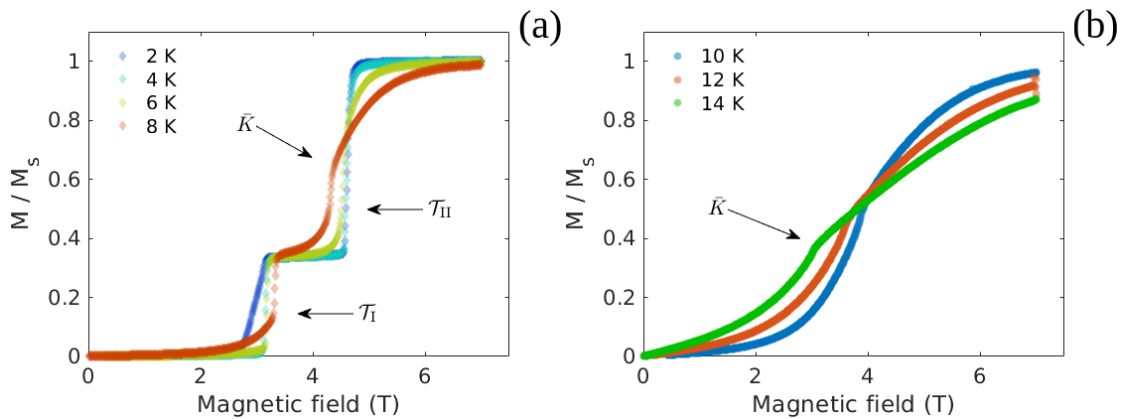 (a)
2 K
4 K
6 K
8 K
K̄
𝒯II
𝒯I
1
0.8
0.6
0.4
0.2
0
0 2 4 6
M / Ms
Magnetic field (T)
(b)
10 K
12 K
14 K
K̄
1
0.8
0.6
0.4
0.2
0
0 2 4 6
M / Ms
Magnetic field (T)